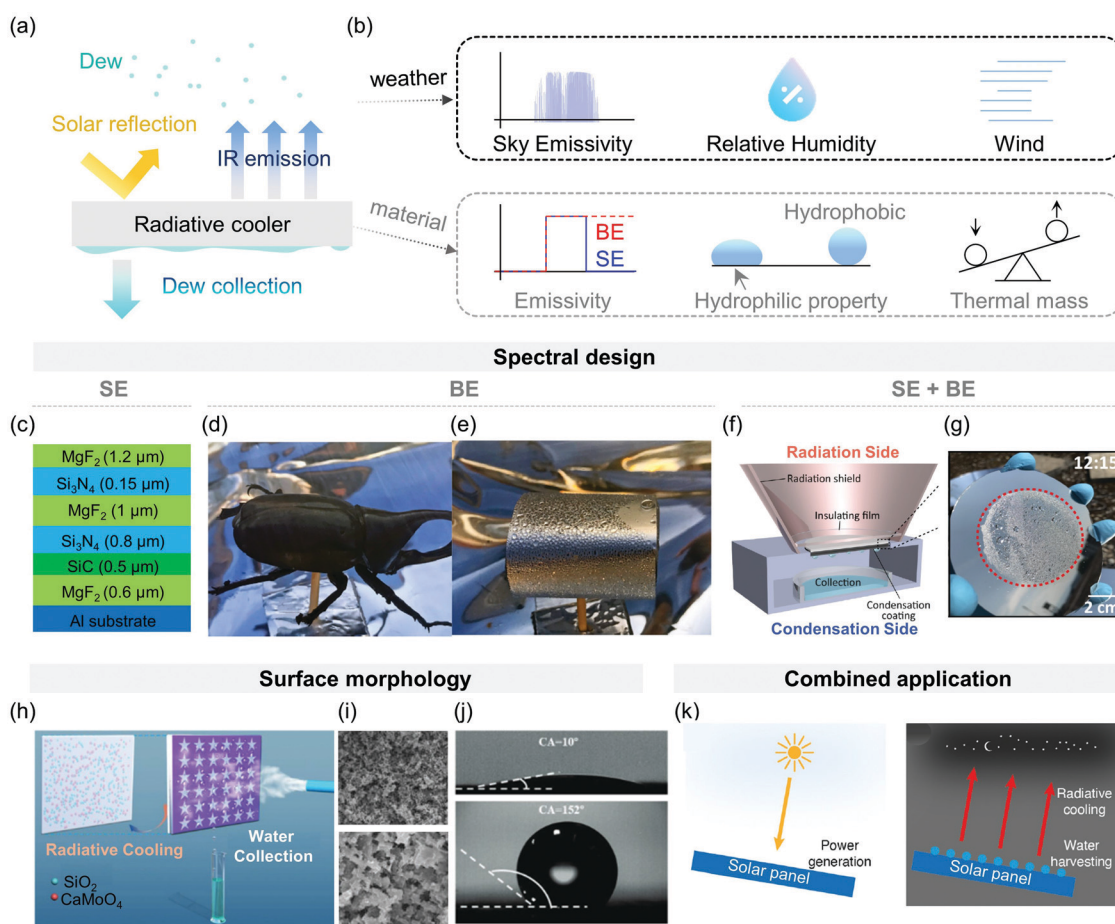 (a)
Dew
Solar reflection
IR emission
Radiative cooler
Dew collection
(b)
weather
Sky Emissivity
%
Relative Humidity
Wind
material
BE
SE
Emissivity
Hydrophobic
Hydrophilic property
Thermal mass
Spectral design
SE
BE
SE + BE
(c)
MgF₂ (1.2 μm)
Si₃N₄ (0.15 μm)
MgF₂ (1 μm)
Si₃N₄ (0.8 μm)
SiC (0.5 μm)
MgF₂ (0.6 μm)
Al substrate
(d)
(e)
(f)
Radiation Side
Radiation shield
Insulating film
Collection
Condensation
coating
Condensation Side
(g)
12:15
2 cm
Surface morphology
Combined application
(h)
Radiative Cooling
Water
Collection
SiO₂
CaMoO₄
(i)
(j)
CA=10°
CA=152°
(k)
Power
generation
Solar panel
Radiative
cooling
Water
harvesting
Solar panel